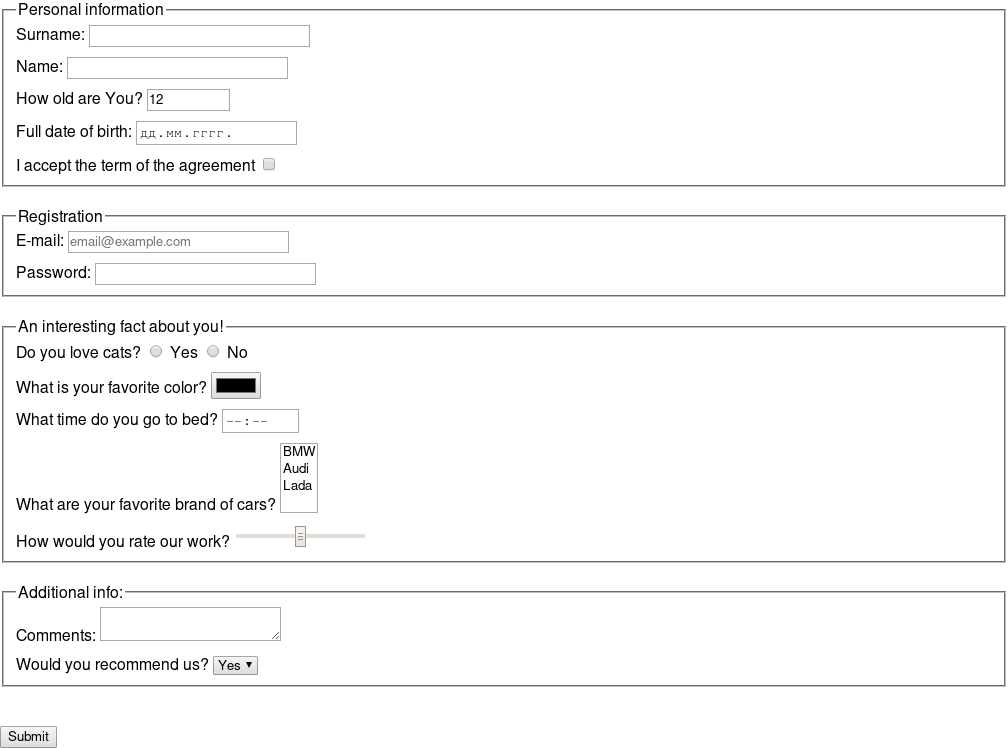 Personal information
Surname:
Name:
How old are You? 12
Full date of birth: дд.мм.гггг.
I accept the term of the agreement
Registration
E-mail: email@example.com
Password:
An interesting fact about you!
Do you love cats? Yes No
What is your favorite color?
What time do you go to bed? --:--
BMW
Audi
Lada
What are your favorite brand of cars?
How would you rate our work?
Additional info:
Comments:
Would you recommend us? Yes
Submit